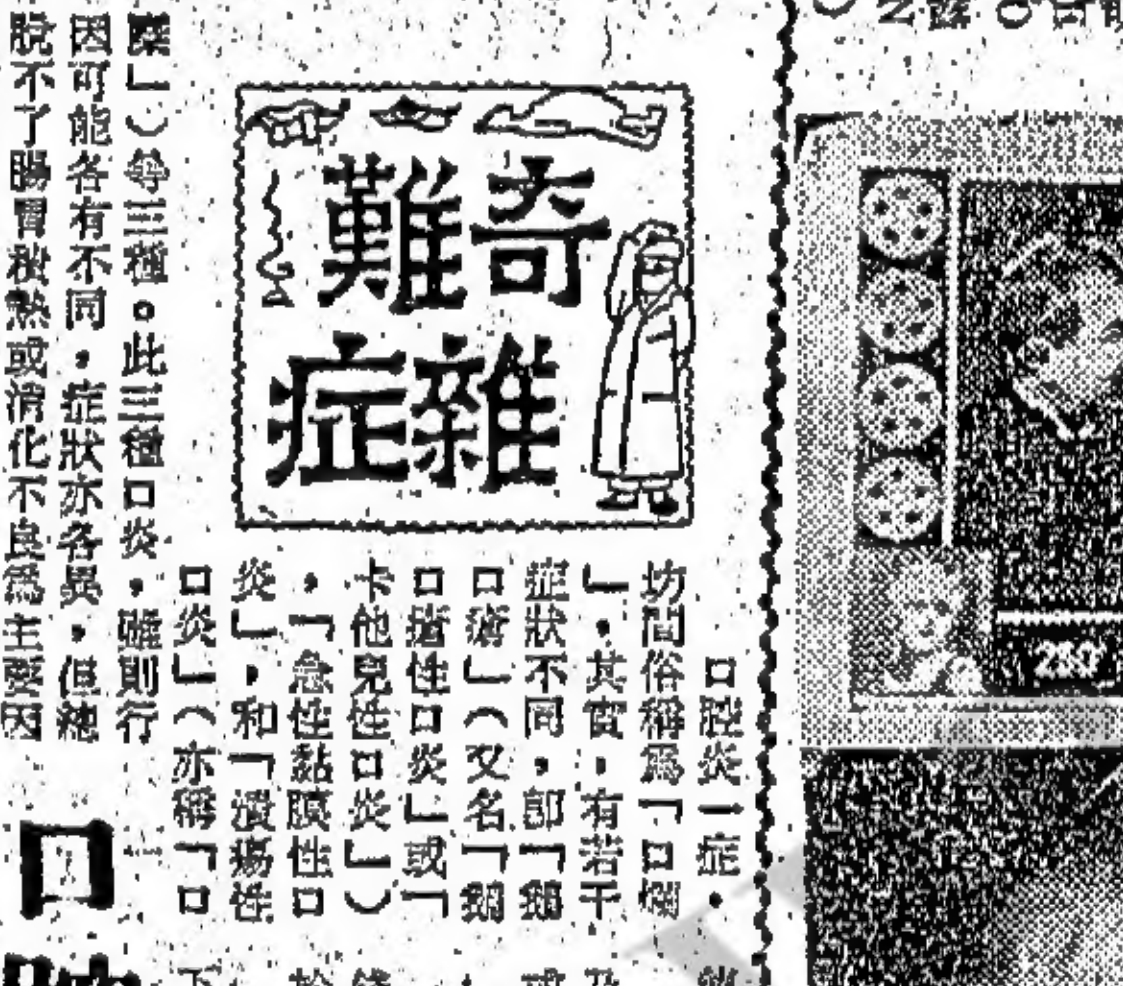 奇難
雜症
口腔炎一症，
坊間俗稱爲「口爛
」，其實，有若干
症狀不同，卽「鵝
口瘡」（又名「鵝
口瘡性口炎」或「
卡他兒性口炎」）
，「急性黏膜性口
炎」，和「潰瘍性
口炎」（亦稱「口
糜」）等三種。此三種口炎，雖則行
因可能各有不同，症狀亦各異，但總
脫不了腸胃積熱或消化不良爲主要因
口